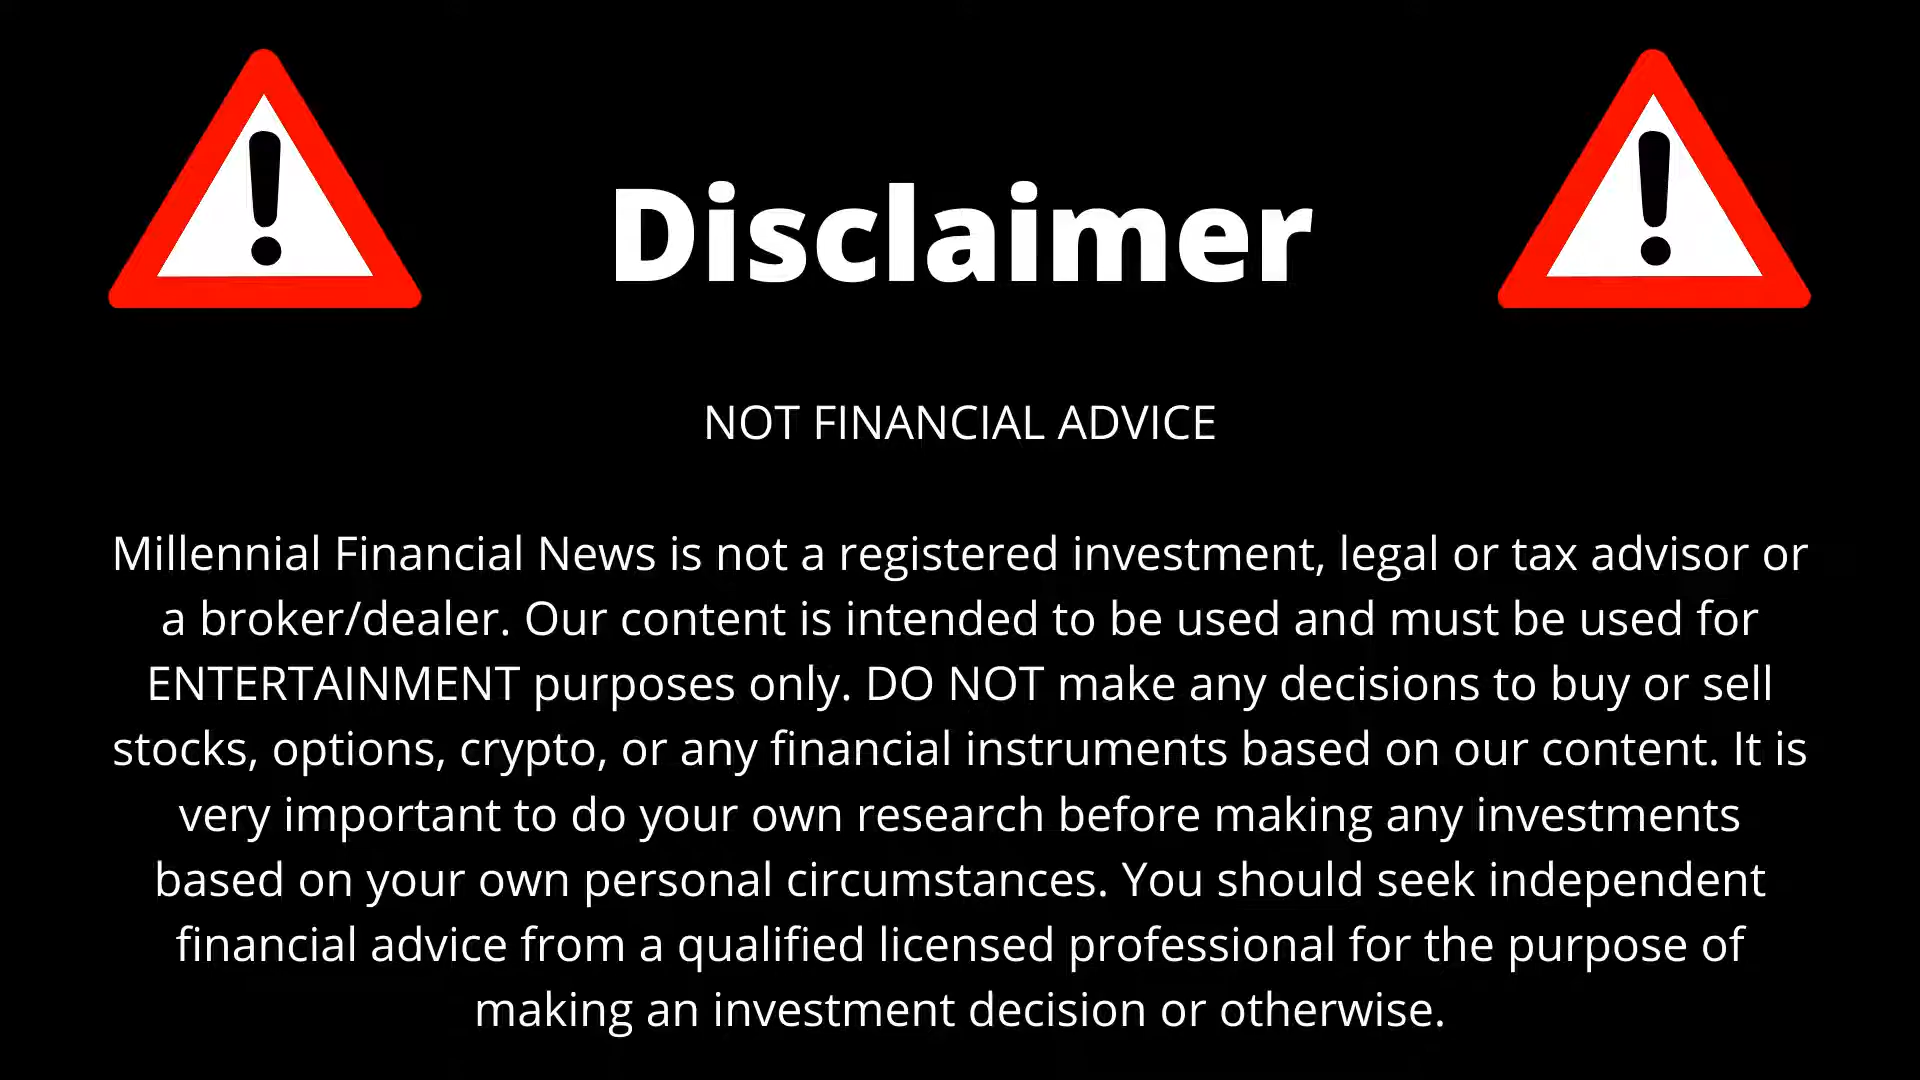 Disclaimer
NOT FINANCIAL ADVICE
Millennial Financial News is not a registered investment, legal or tax advisor or
a broker/dealer. Our content is intended to be used and must be used for
ENTERTAINMENT purposes only. DO NOT make any decisions to buy or sell
stocks, options, crypto, or any financial instruments based on our content. It is
very important to do your own research before making any investments
based on your own personal circumstances. You should seek independent
financial advice from a qualified licensed professional for the purpose of
making an investment decision or otherwise.